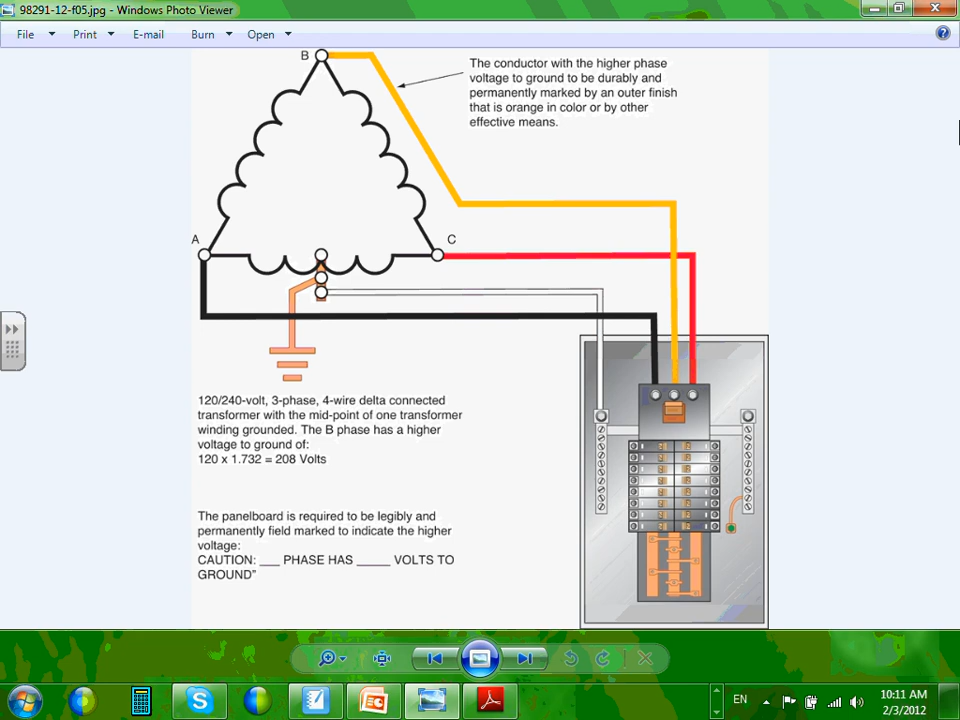 98291-12-f05.jpg - Windows Photo Viewer
File Print E-mail Burn Open
B
The conductor with the higher phase
voltage to ground to be durably and
permanently marked by an outer finish
that is orange in color or by other
effective means.
A
C
120/240-volt, 3-phase, 4-wire delta connected
transformer with the mid-point of one transformer
winding grounded. The B phase has a higher
voltage to ground of:
120 x 1.732 = 208 Volts
The panelboard is required to be legibly and
permanently field marked to indicate the higher
voltage:
CAUTION: ___ PHASE HAS _____ VOLTS TO
GROUND"
EN
10:11 AM
2/3/2012